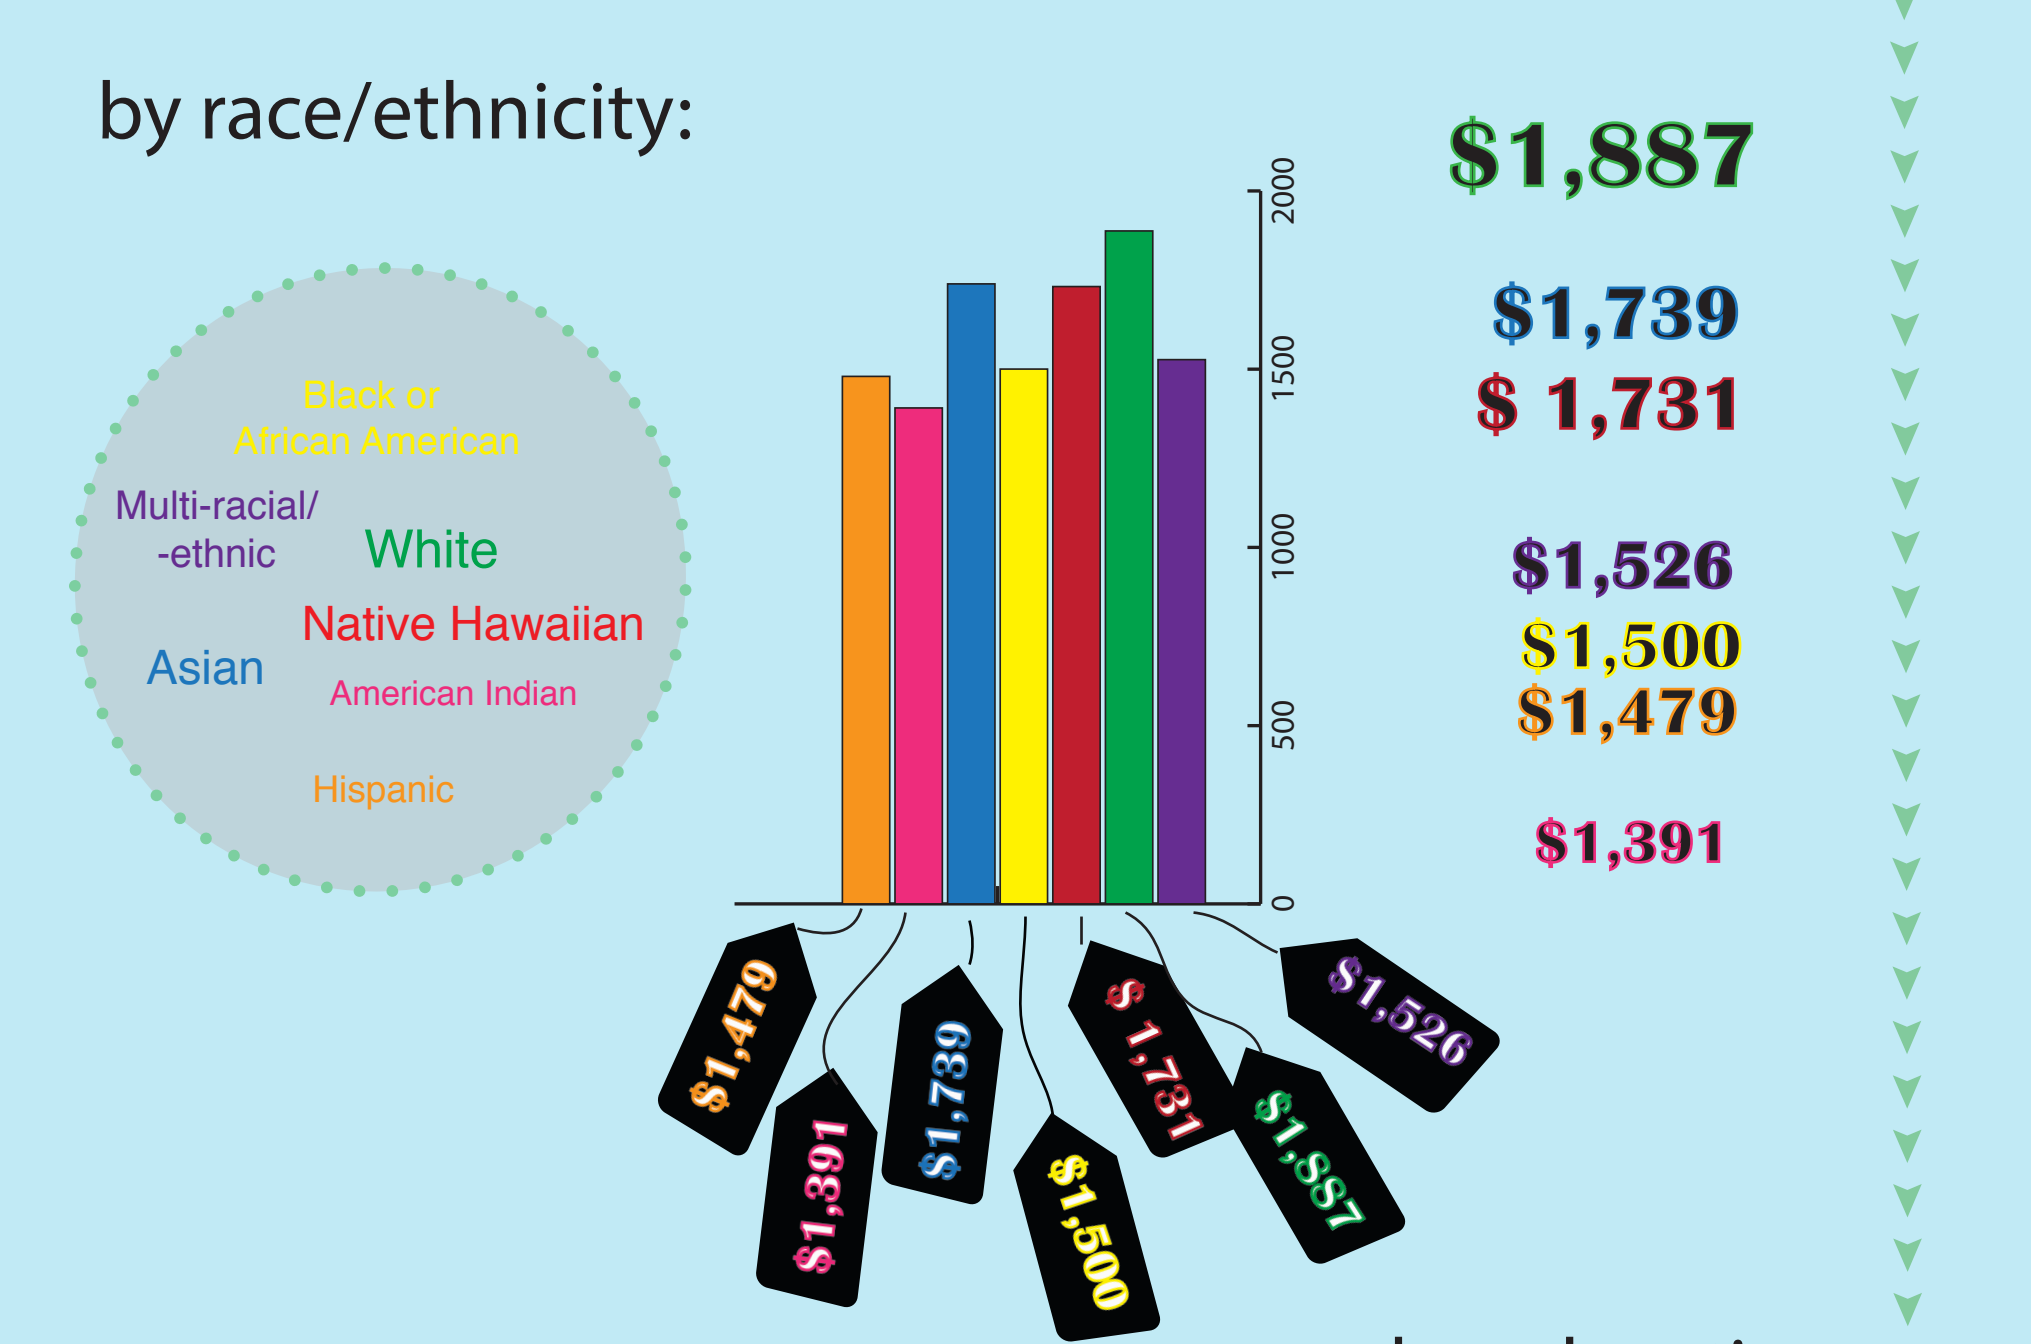 by race/ethnicity:
Black or
African American
Multi-racial/
-ethnic
White
Native Hawaiian
Asian
American Indian
Hispanic
2000
1500
1000
500
0
$1,887
$1,739
$ 1,731
$1,526
$1,500
$1,479
$1,391
$1,479
$1,391
$1,739
$1,500
$ 1,731
$1,887
$1,526